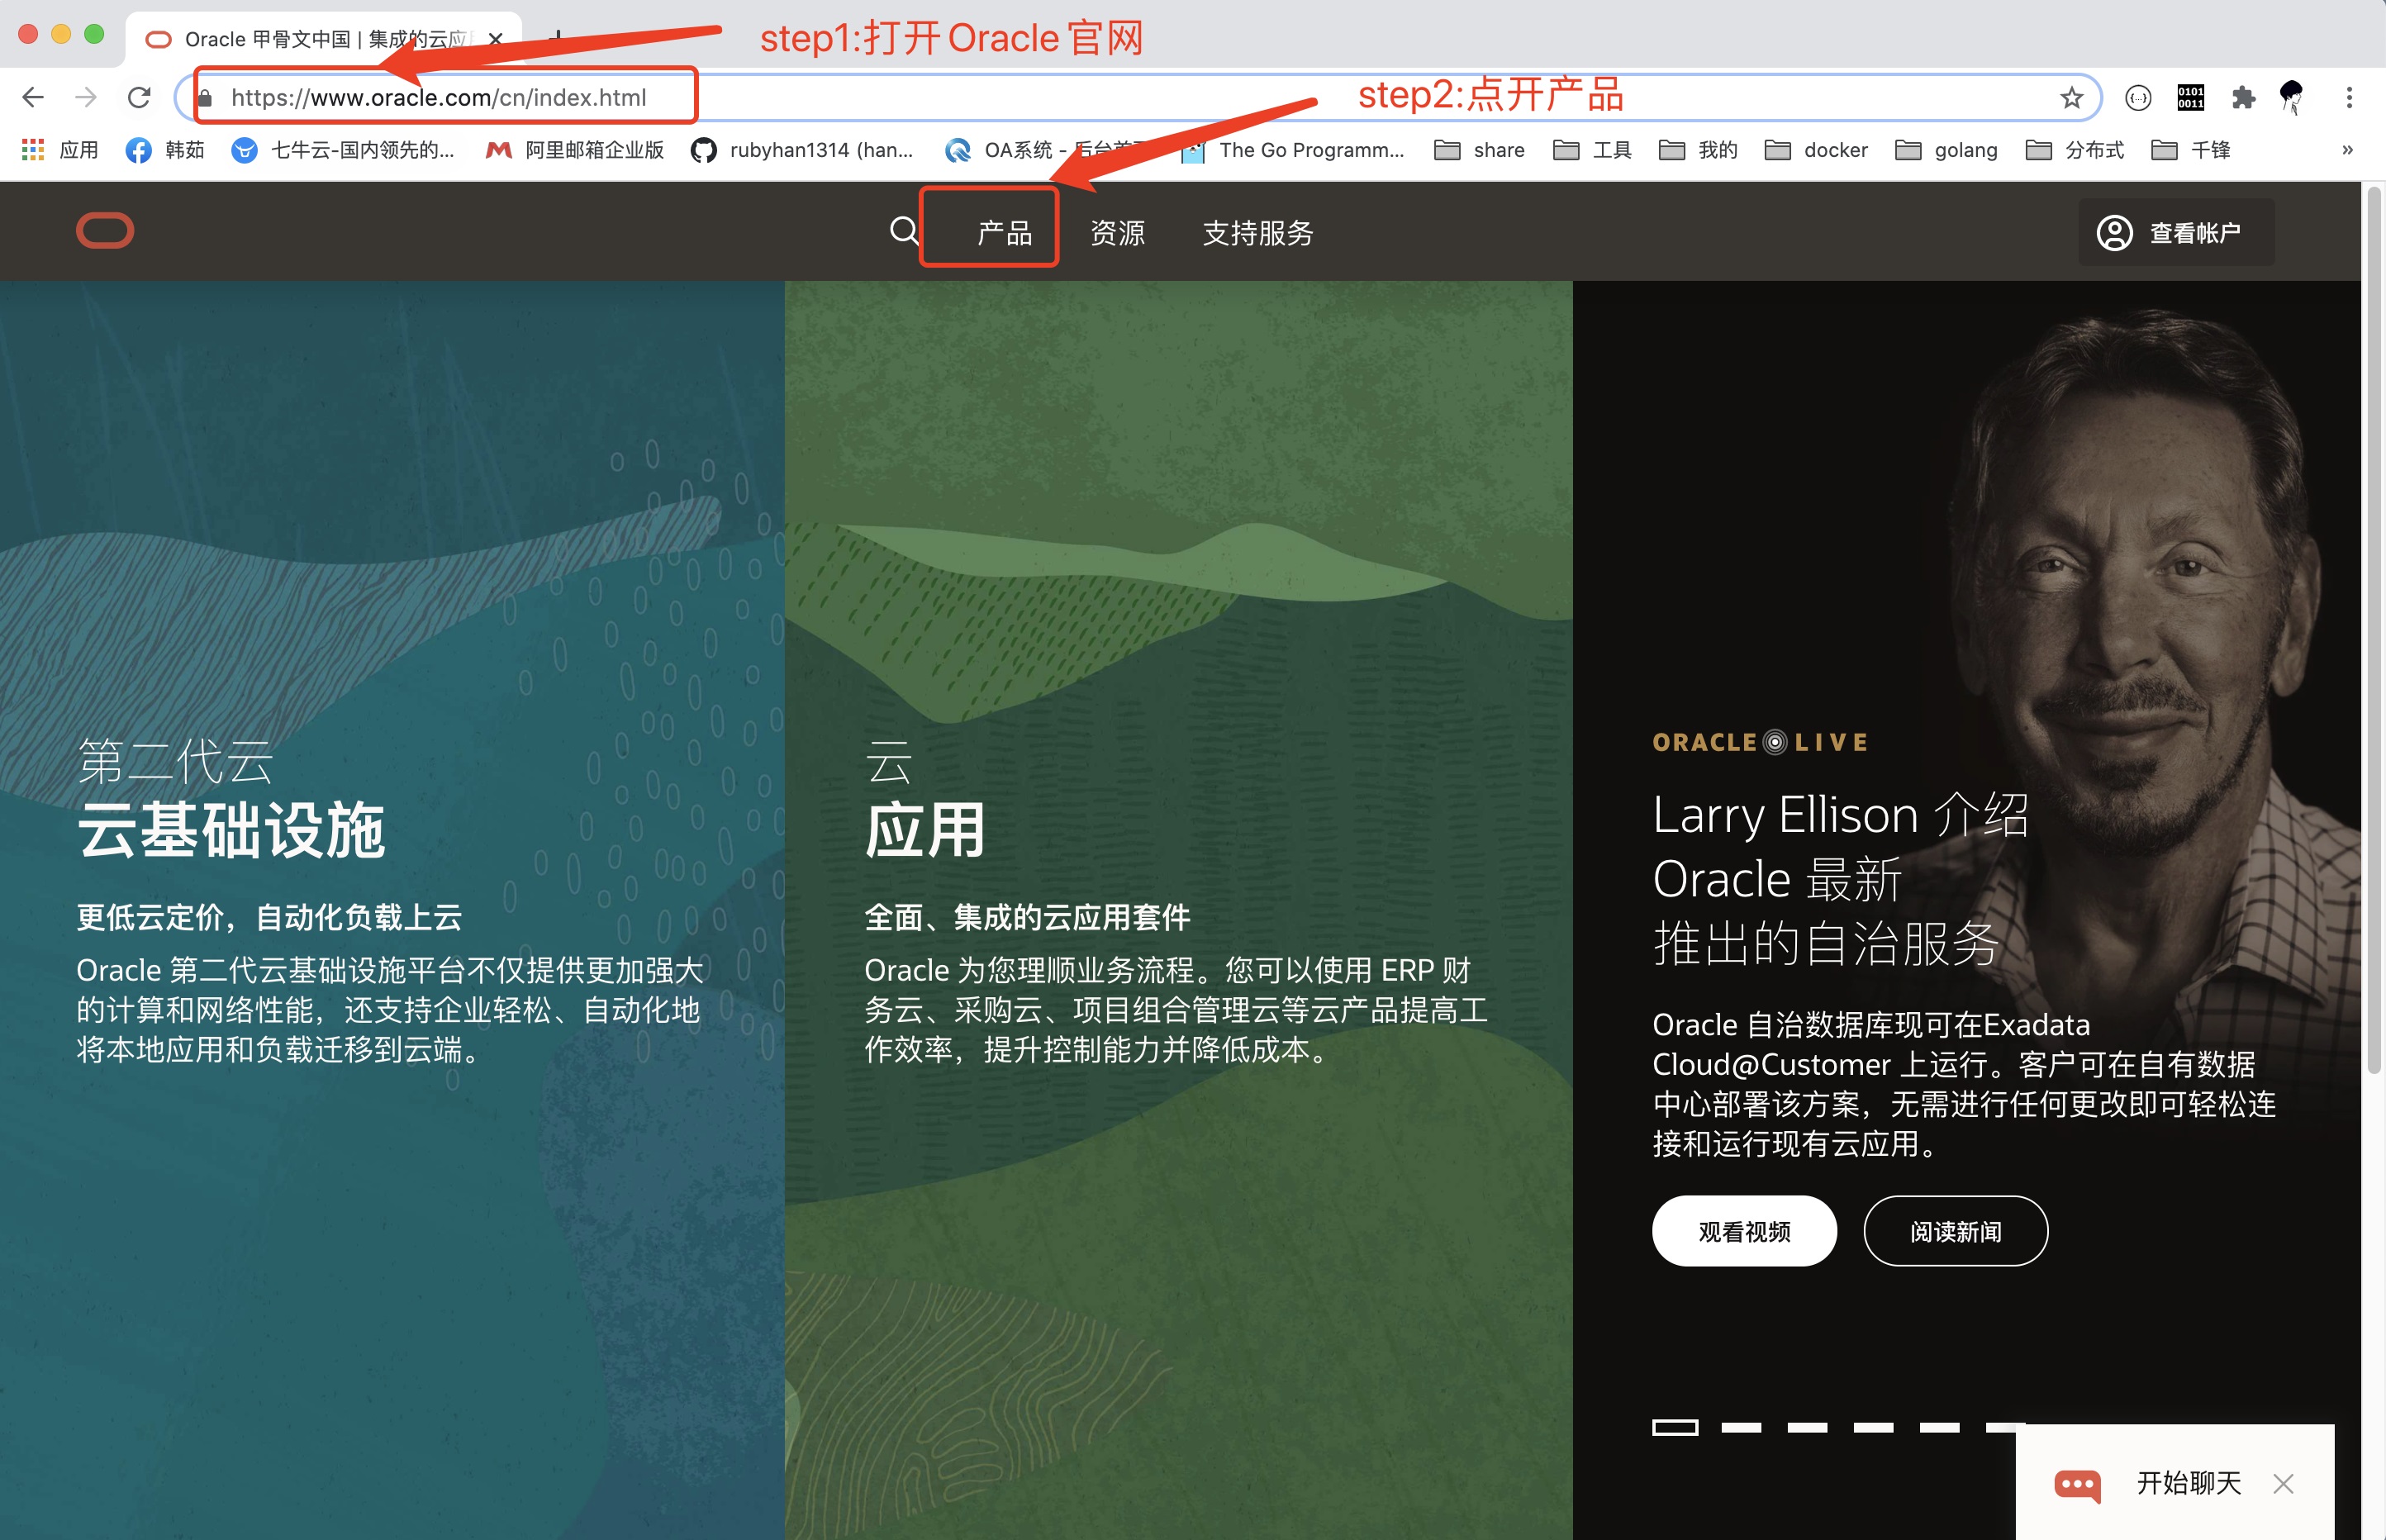 Oracle 甲骨文中国 | 集成的云应
step1:打开Oracle官网
https://www.oracle.com/cn/index.html
step2:点开产品
0101
0011
应用
韩茹
七牛云-国内领先的...
阿里邮箱企业版
rubyhan1314 (han...
OA系统 - 后台首
The Go Programm...
share
工具
我的
docker
golang
分布式
千锋
»
产品
资源
支持服务
查看帐户
第二代云
云基础设施
更低云定价，自动化负载上云
Oracle 第二代云基础设施平台不仅提供更加强大
的计算和网络性能，还支持企业轻松、自动化地
将本地应用和负载迁移到云端。
云
应用
全面、集成的云应用套件
Oracle 为您理顺业务流程。您可以使用 ERP 财
务云、采购云、项目组合管理云等云产品提高工
作效率，提升控制能力并降低成本。
ORACLE LIVE
Larry Ellison 介绍
Oracle 最新
推出的自治服务
Oracle 自治数据库现可在Exadata
Cloud@Customer 上运行。客户可在自有数据
中心部署该方案，无需进行任何更改即可轻松连
接和运行现有云应用。
观看视频
阅读新闻
开始聊天